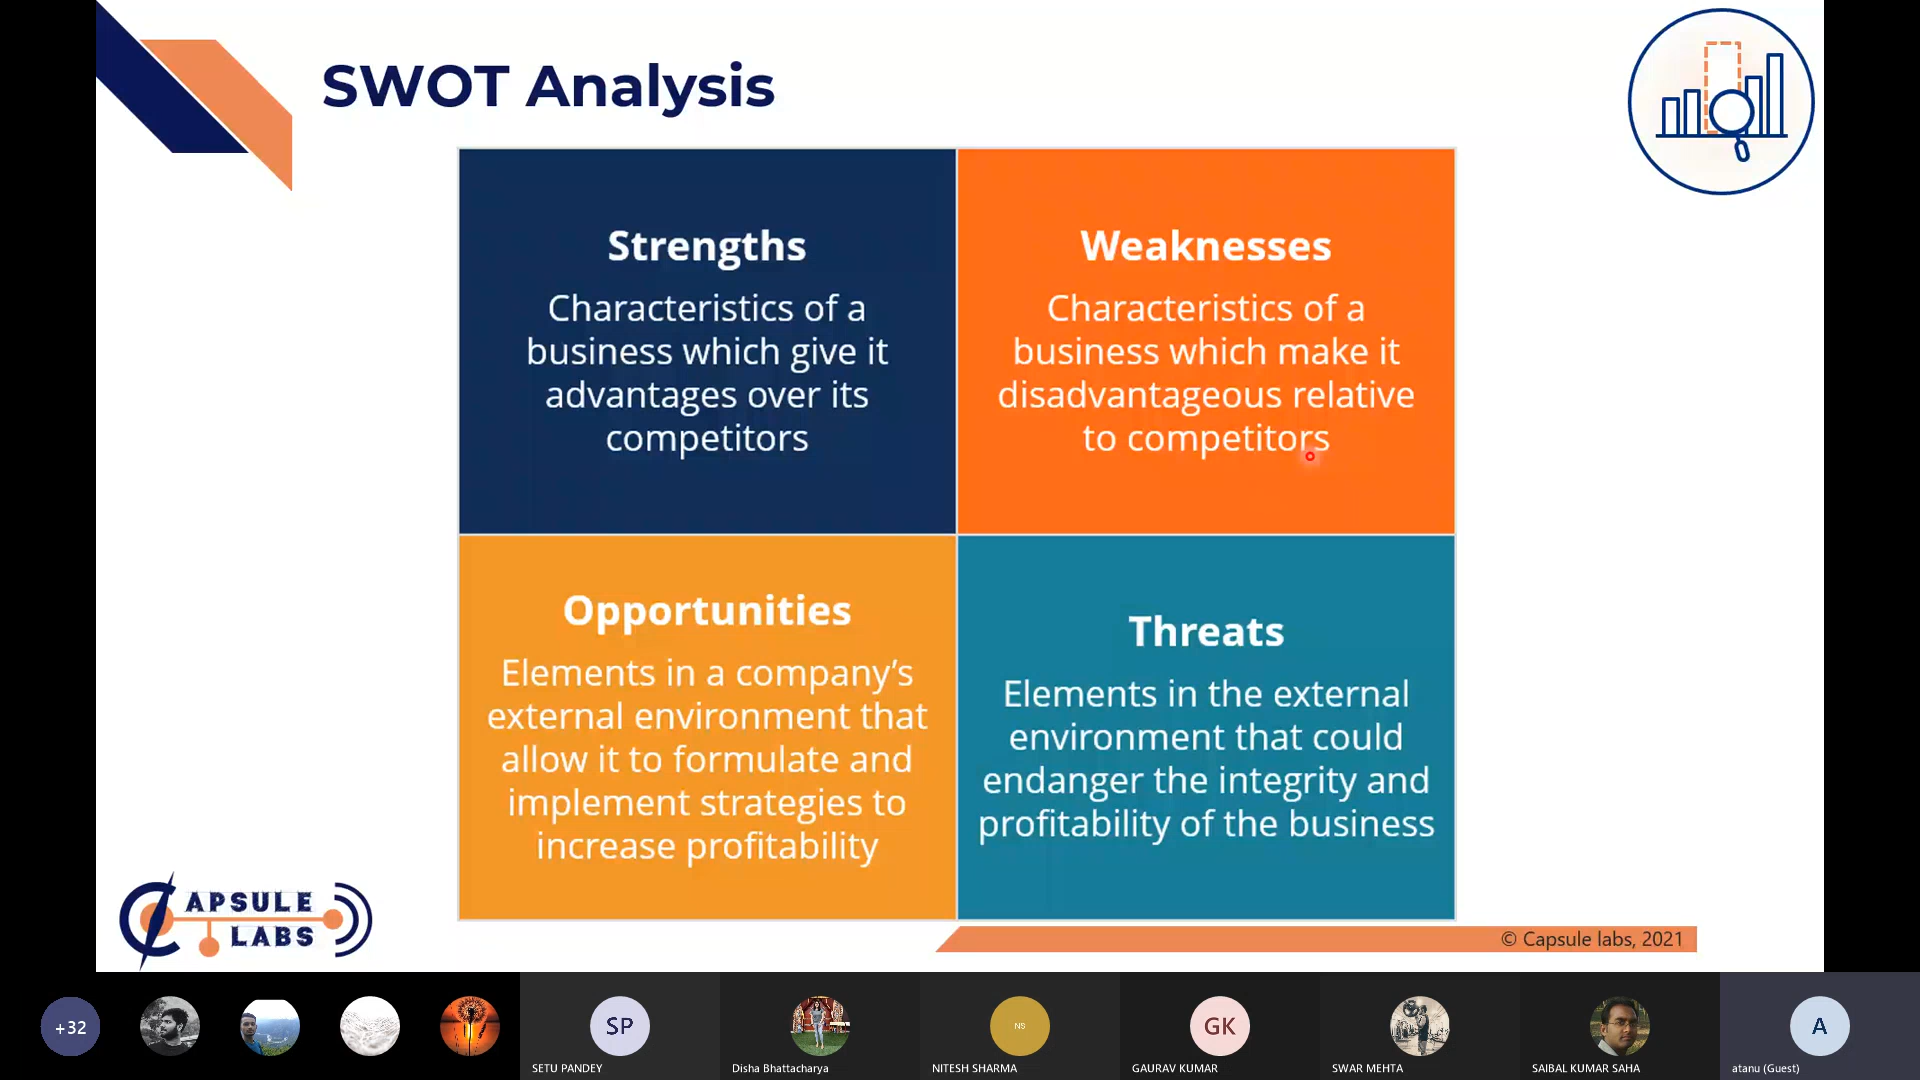 SWOT Analysis
Strengths
Characteristics of a
business which give it
advantages over its
competitors
Weaknesses
Characteristics of a
business which make it
disadvantageous relative
to competitors
Opportunities
Elements in a company’s
external environment that
allow it to formulate and
implement strategies to
increase profitability
Threats
Elements in the external
environment that could
endanger the integrity and
profitability of the business
CAPSULE
LABS
© Capsule labs, 2021
+32
SP
SETU PANDEY
Disha Bhattacharya
NS
NITESH SHARMA
GK
GAURAV KUMAR
SWAR MEHTA
SAIBAL KUMAR SAHA
A
atanu (Guest)